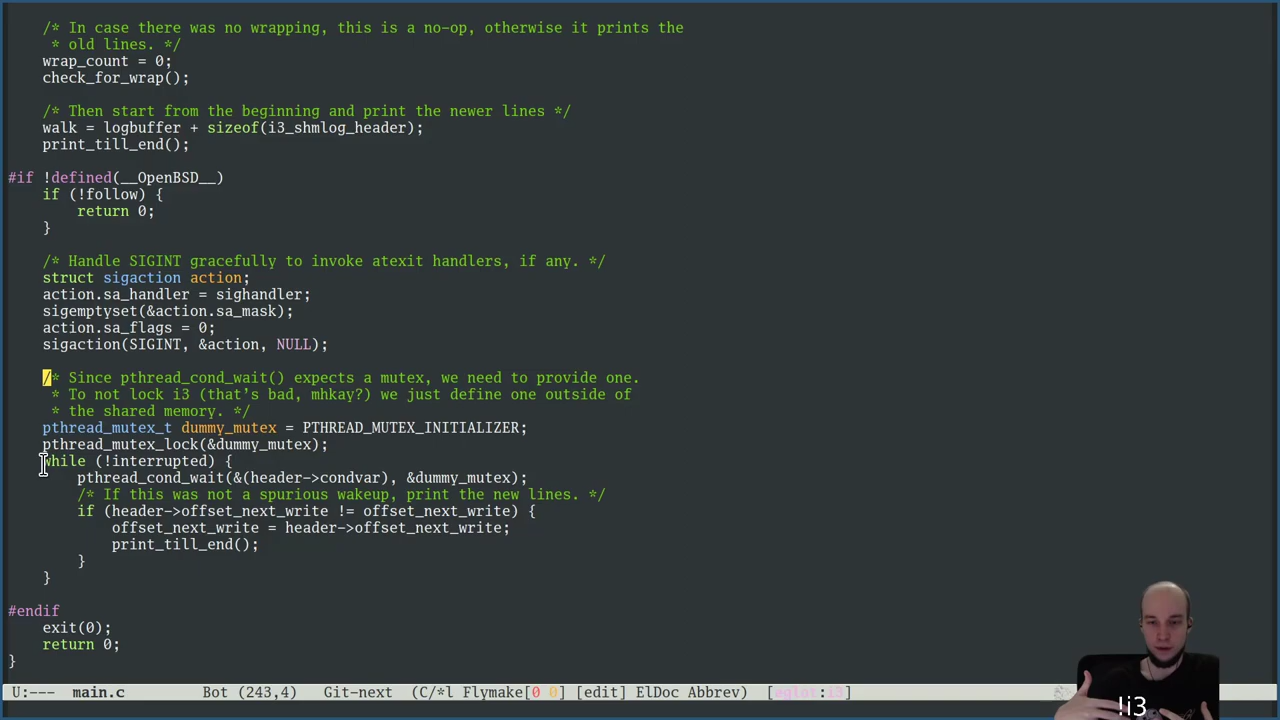 /* In case there was no wrapping, this is a no-op, otherwise it prints the
* old lines. */
wrap_count = 0;
check_for_wrap();
/* Then start from the beginning and print the newer lines */
walk = logbuffer + sizeof(i3_shmlog_header);
print_till_end();
#if !defined(__OpenBSD__)
if (!follow) {
return 0;
}
/* Handle SIGINT gracefully to invoke atexit handlers, if any. */
struct sigaction action;
action.sa_handler = sighandler;
sigemptyset(&action.sa_mask);
action.sa_flags = 0;
sigaction(SIGINT, &action, NULL);
/* Since pthread_cond_wait() expects a mutex, we need to provide one.
* To not lock i3 (that's bad, mhkay?) we just define one outside of
* the shared memory. */
pthread_mutex_t dummy_mutex = PTHREAD_MUTEX_INITIALIZER;
pthread_mutex_lock(&dummy_mutex);
while (!interrupted) {
pthread_cond_wait(&(header->condvar), &dummy_mutex);
/* If this was not a spurious wakeup, print the new lines. */
if (header->offset_next_write != offset_next_write) {
offset_next_write = header->offset_next_write;
print_till_end();
}
}
#endif
exit(0);
return 0;
}
U:--- main.c Bot (243,4) Git-next (C/*l Flymake[0 0] [edit] ElDoc Abbrev) [eglot:i3]
!i3